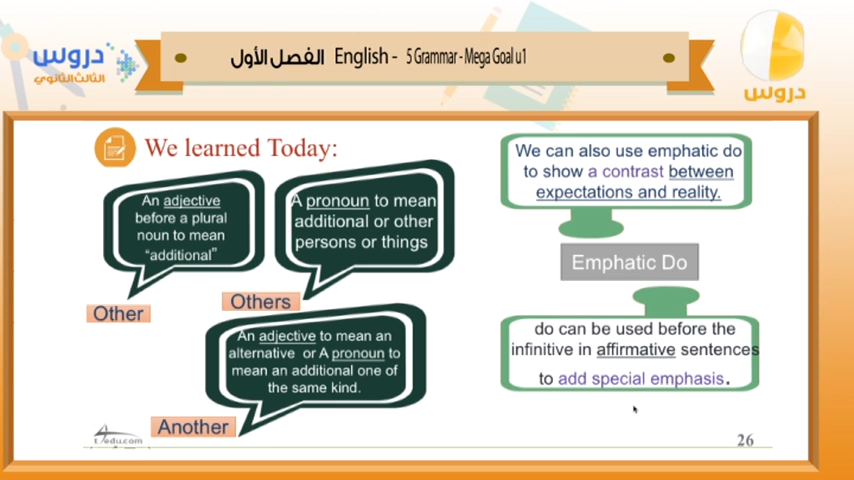 دروس
الثالث الثانوي
English - الفصل الأول
5 Grammar - Mega Goal u1
دروس
We learned Today:
An adjective
before a plural
noun to mean
"additional"
Other
A pronoun to mean
additional or other
persons or things
Others
An adjective to mean an
alternative or A pronoun to
mean an additional one of
the same kind.
Another
We can also use emphatic do
to show a contrast between
expectations and reality.
Emphatic Do
do can be used before the
infinitive in affirmative sentences
to add special emphasis.
26